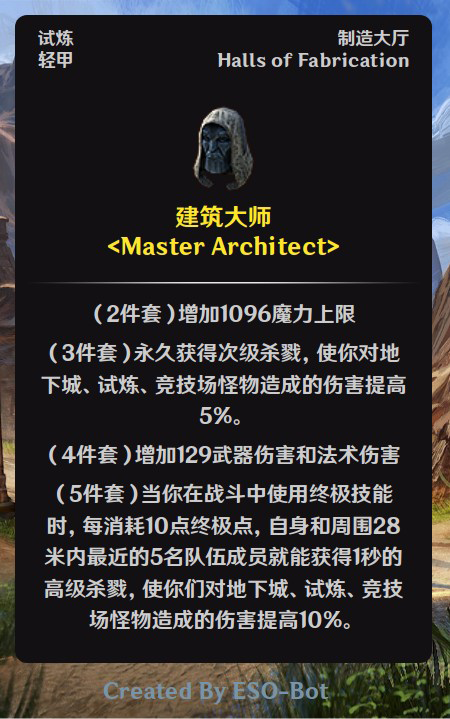 试炼 制造大厅
轻甲 Halls of Fabrication
建筑大师
<Master Architect>
(2件套)增加1096魔力上限
(3件套)永久获得次级杀戮, 使你对地
下城、试炼、竞技场怪物造成的伤害提高
5%。
(4件套)增加129武器伤害和法术伤害
(5件套)当你在战斗中使用终极技能
时, 每消耗10点终极点, 自身和周围28
米内最近的5名队伍成员就能获得1秒的
高级杀戮, 使你们对地下城、试炼、竞技
场怪物造成的伤害提高10%。
Created By ESO-Bot